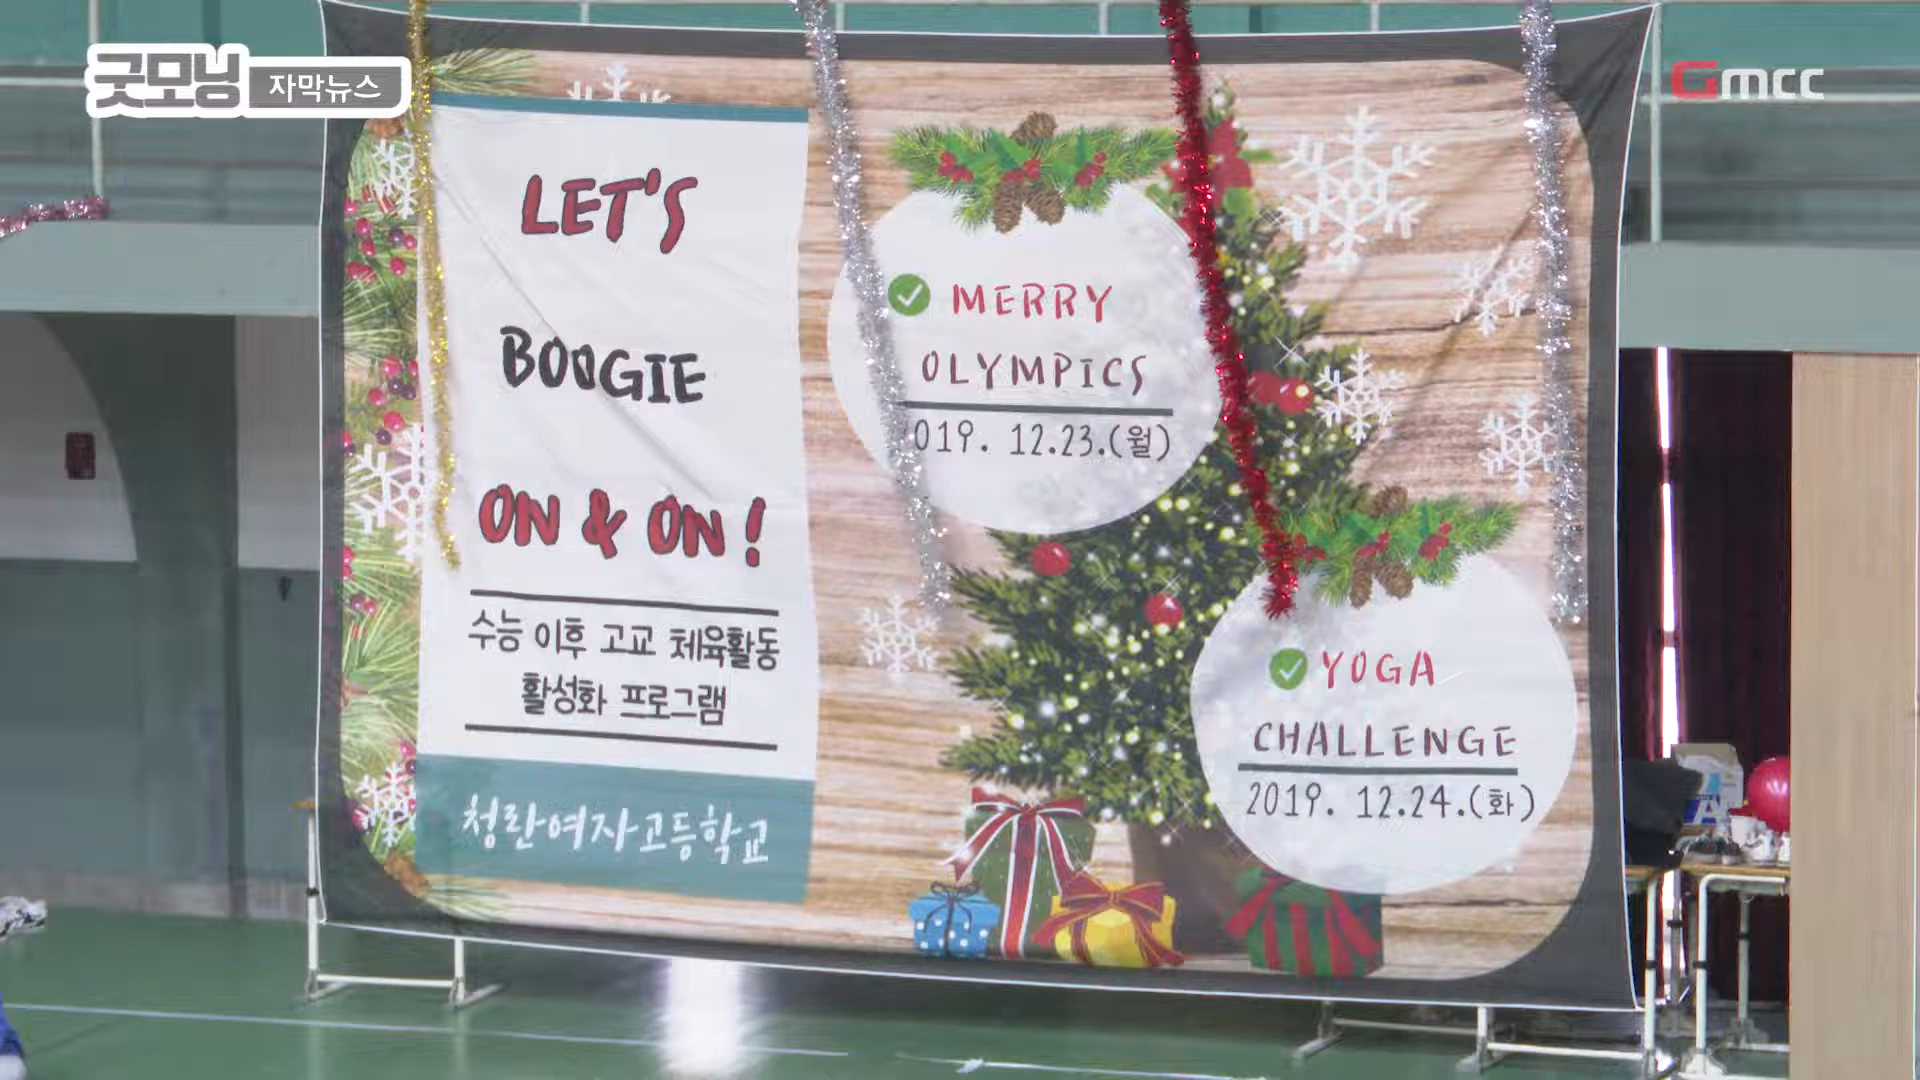 굿모닝 자막뉴스
Gmcc
LET'S
BOOGIE
ON & ON!
수능 이후 고교 체육활동
활성화 프로그램
청란여자고등학교
MERRY
OLYMPICS
019. 12.23.(월)
YOGA
CHALLENGE
2019. 12.24.(화)